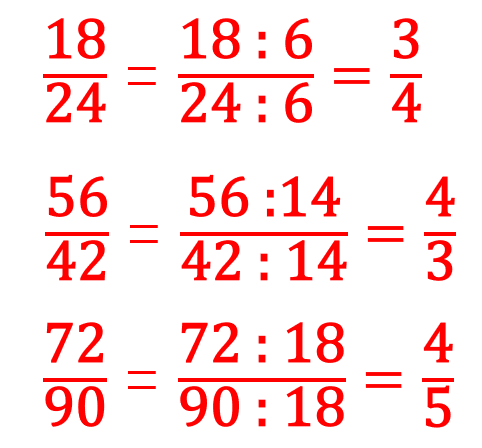 18/24 = 18 : 6/24 : 6 = 3/4
56/42 = 56 :14/42 : 14 = 4/3
72/90 = 72 : 18/90 : 18 = 4/5